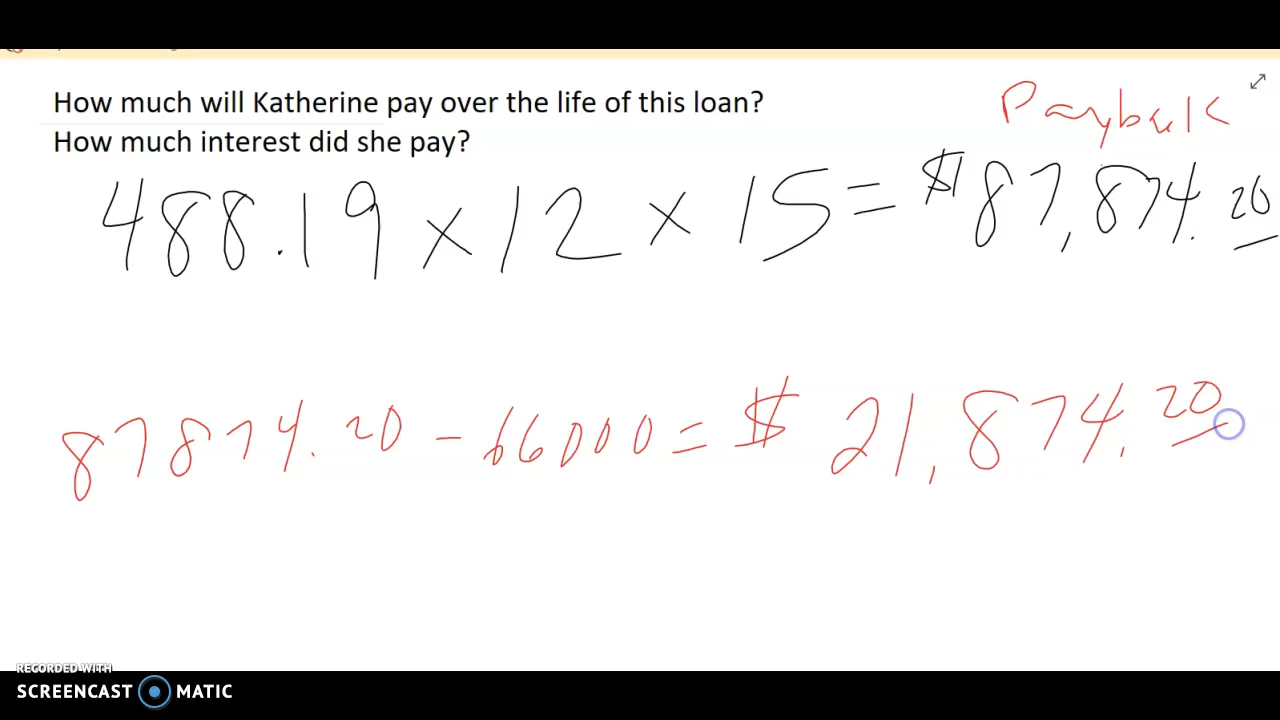 How much will Katherine pay over the life of this loan?
How much interest did she pay?
Payback
488.19 × 12 × 15 = $87,874.20
87874.20 - 66000 = $21,874.20
RECORDED WITH
SCREENCAST MATIC